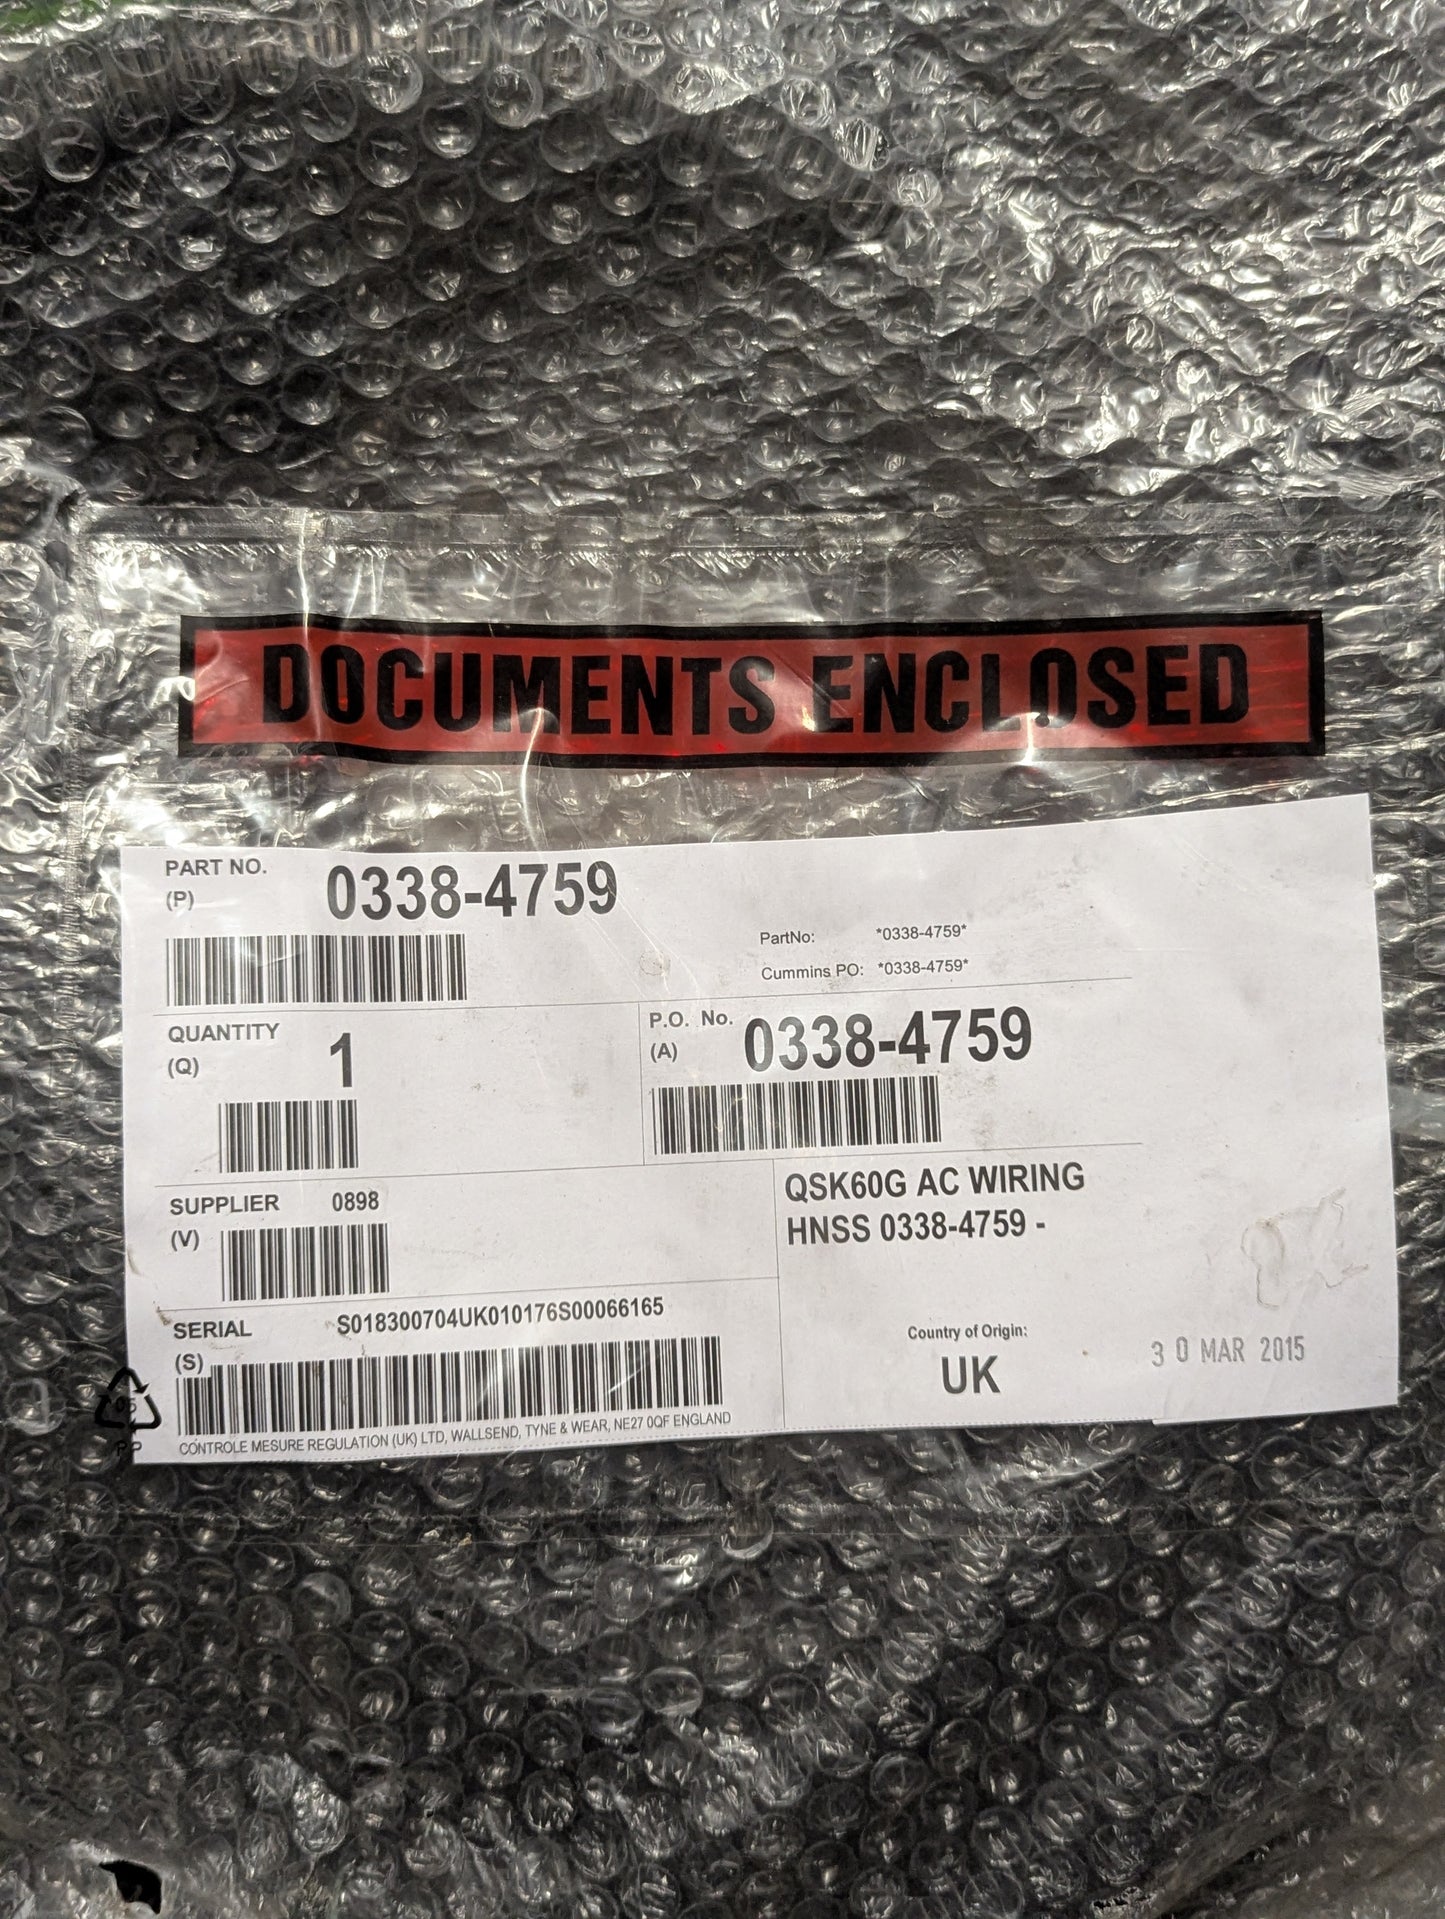 DOCUMENTS ENCLOSED
PART NO.
(P)
0338-4759
PartNo: *0338-4759*
Cummins PO: *0338-4759*
QUANTITY
(Q)
1
P.O. No.
(A)
0338-4759
SUPPLIER 0898
(V)
QSK60G AC WIRING
HNSS 0338-4759 -
SERIAL S018300704UK010176S00066165
(S)
Country of Origin:
UK
30 MAR 2015
CONTROLE MESURE REGULATION (UK) LTD, WALLSEND, TYNE & WEAR, NE27 0QF ENGLAND
05
PP